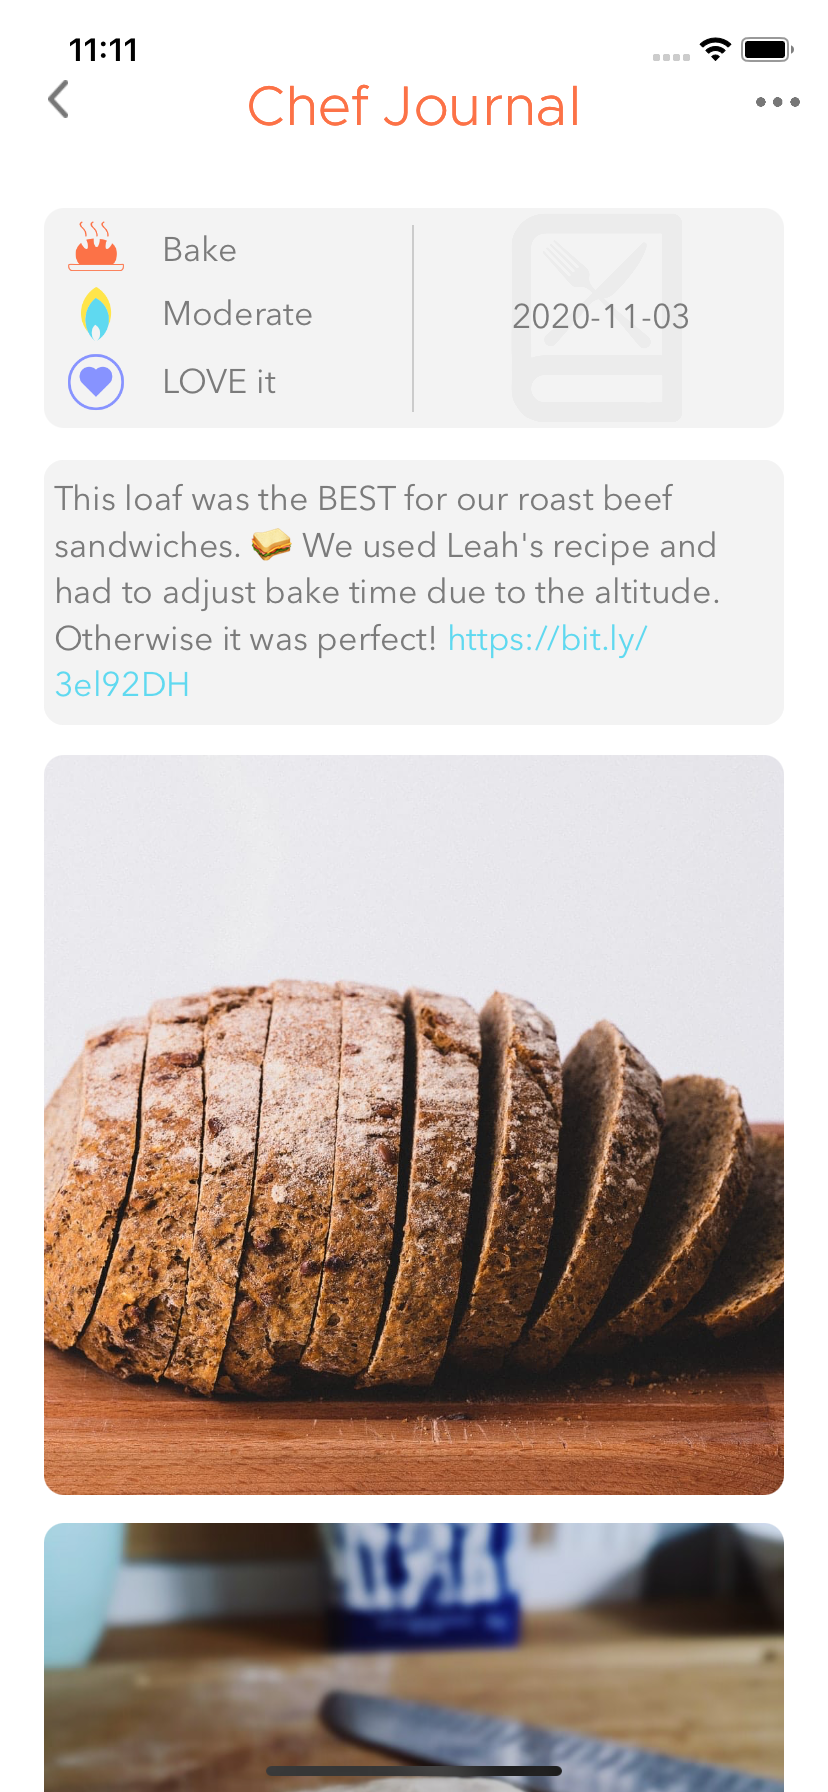 11:11
Chef Journal
Bake
Moderate
LOVE it
2020-11-03
This loaf was the BEST for our roast beef
sandwiches. 🥪 We used Leah's recipe and
had to adjust bake time due to the altitude.
Otherwise it was perfect! https://bit.ly/
3el92DH